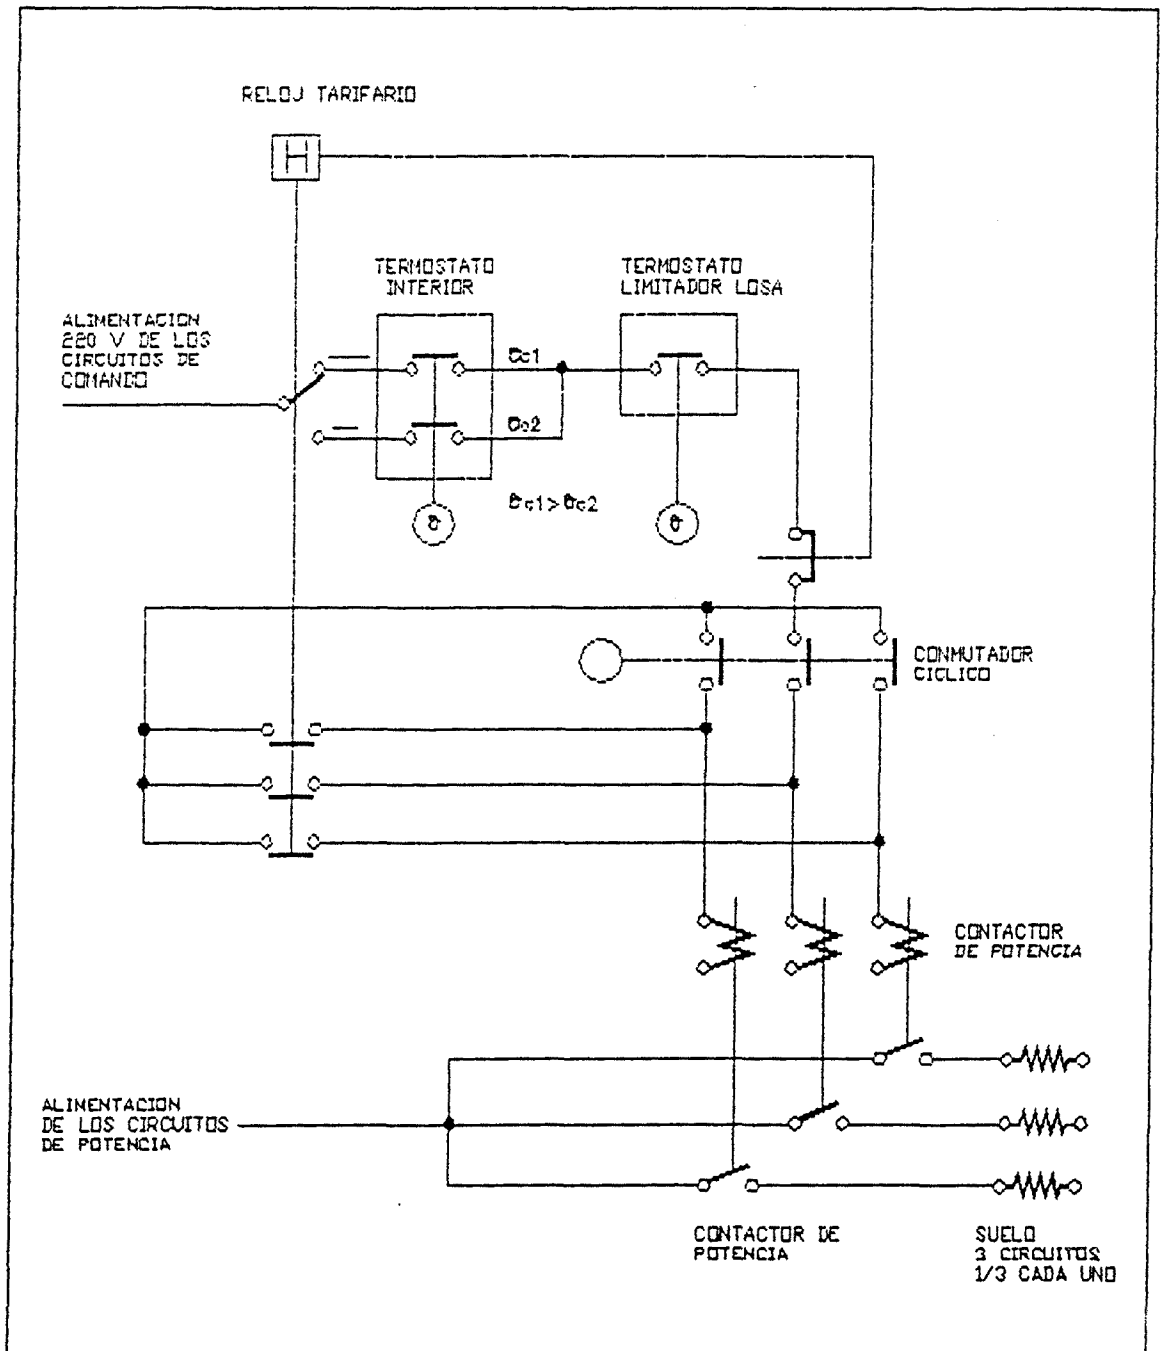 RELOJ TARIFARIO
H
TERMOSTATO
INTERIOR
TERMOSTATO
LIMITADOR LOSA
ALIMENTACION
220 V DE LOS
CIRCUITOS DE
COMANDO
θc1
θc2
θc1>θc2
θ
θ
CONMUTADOR
CICLICO
CONTACTOR
DE POTENCIA
ALIMENTACION
DE LOS CIRCUITOS
DE POTENCIA
CONTACTOR DE
POTENCIA
SUELO
3 CIRCUITOS
1/3 CADA UNO